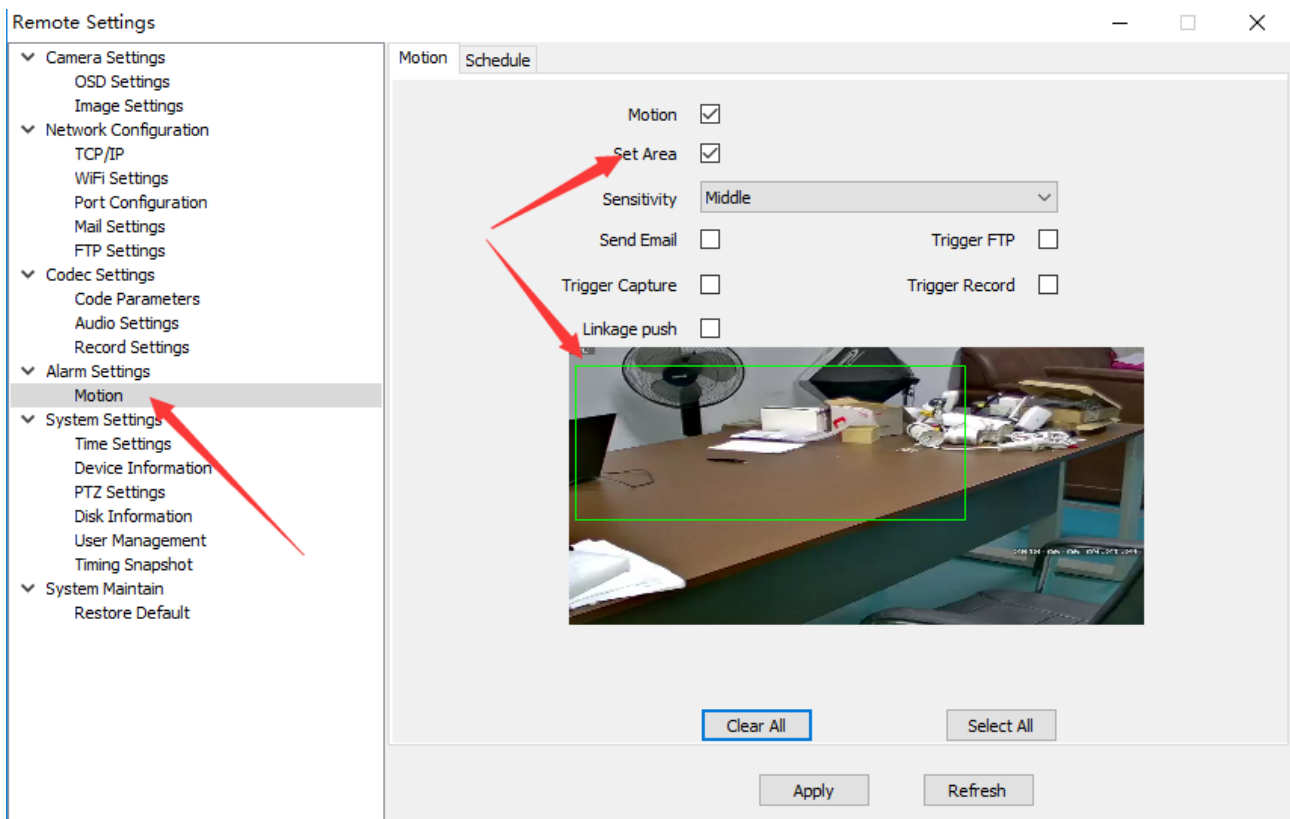 Remote Settings
Camera Settings
OSD Settings
Image Settings
Network Configuration
TCP/IP
WiFi Settings
Port Configuration
Mail Settings
FTP Settings
Codec Settings
Code Parameters
Audio Settings
Record Settings
Alarm Settings
Motion
System Settings
Time Settings
Device Information
PTZ Settings
Disk Information
User Management
Timing Snapshot
System Maintain
Restore Default
Motion Schedule
Motion
Set Area
Sensitivity Middle
Send Email Trigger FTP
Trigger Capture Trigger Record
Linkage push
Clear All Select All
Apply Refresh